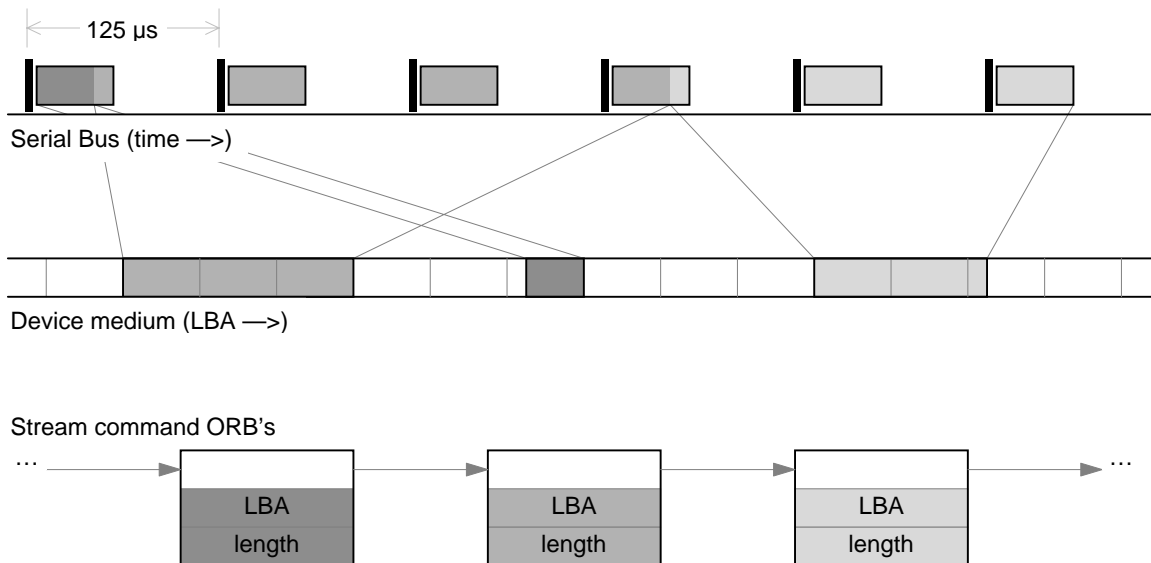 125 µs
Serial Bus (time —>)
Device medium (LBA —>)
Stream command ORB's
… …
LBA LBA LBA
length length length